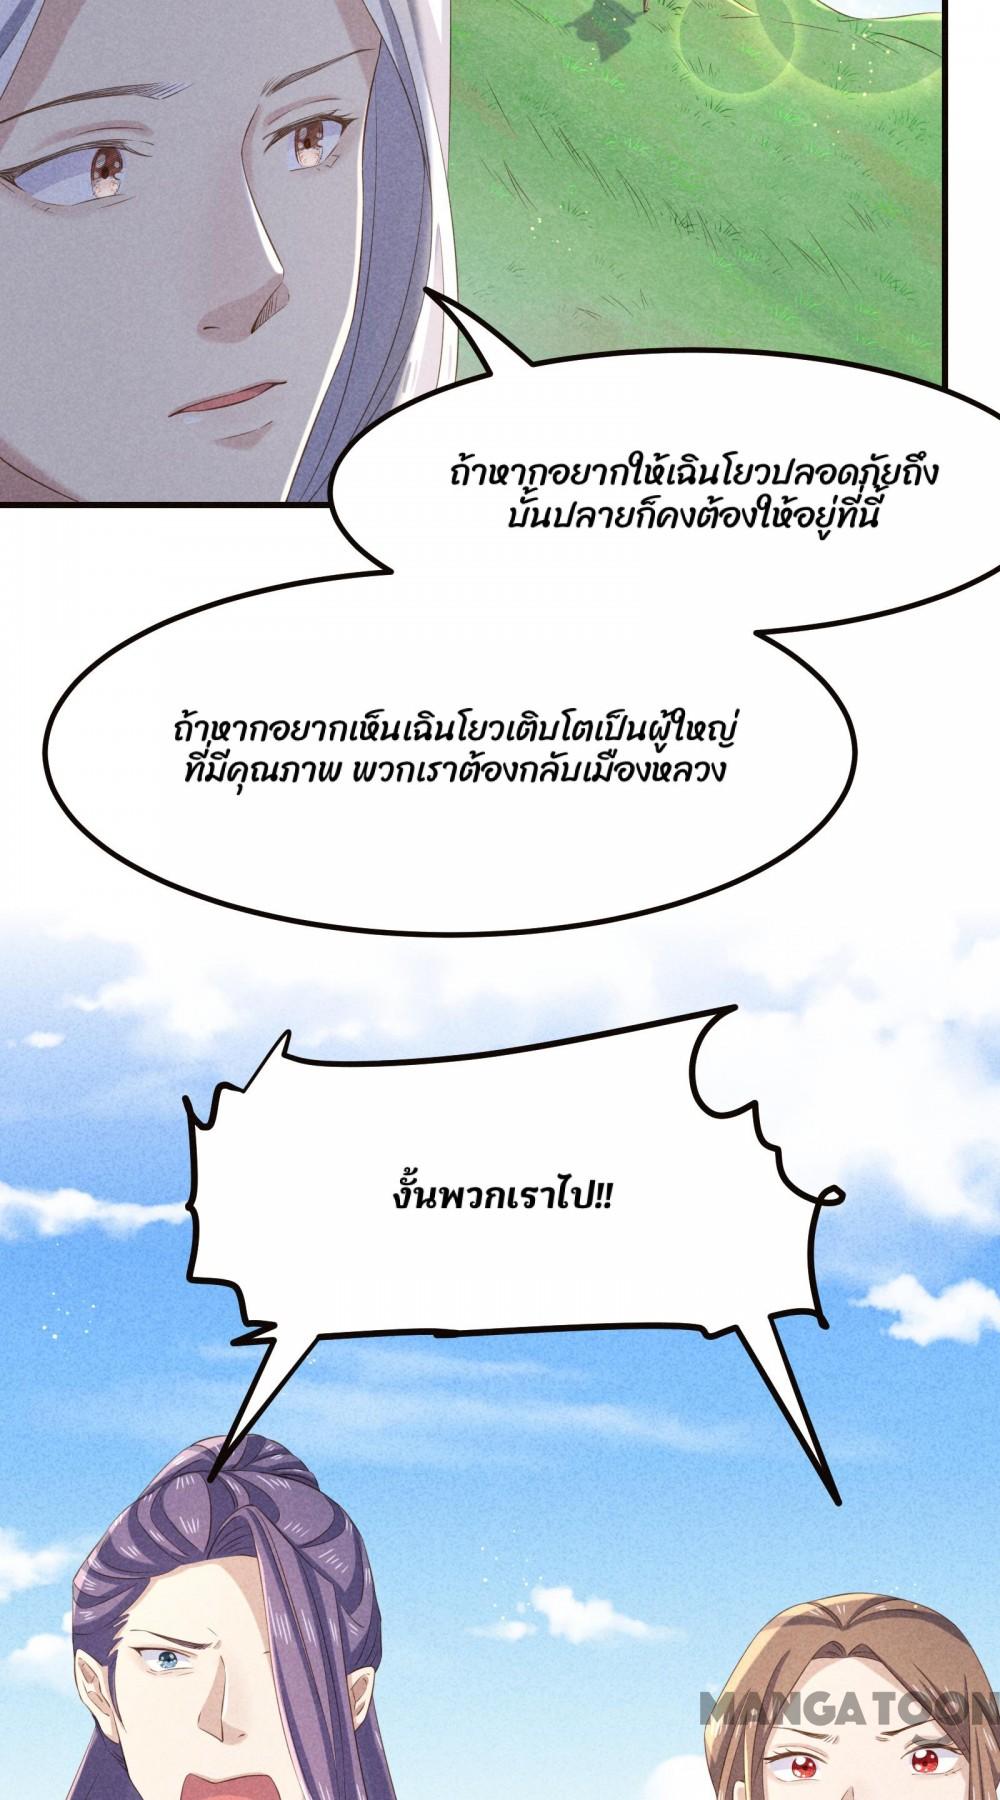 ถ้าหากอยากให้เฉินโยวปลอดภัยถึง
บั้นปลายก็คงต้องให้อยู่ที่นี้
ถ้าหากอยากเห็นเฉินโยวเติบโตเป็นผู้ใหญ่
ที่มีคุณภาพ พวกเราต้องกลับเมืองหลวง
งั้นพวกเราไป!!
MANGATOON